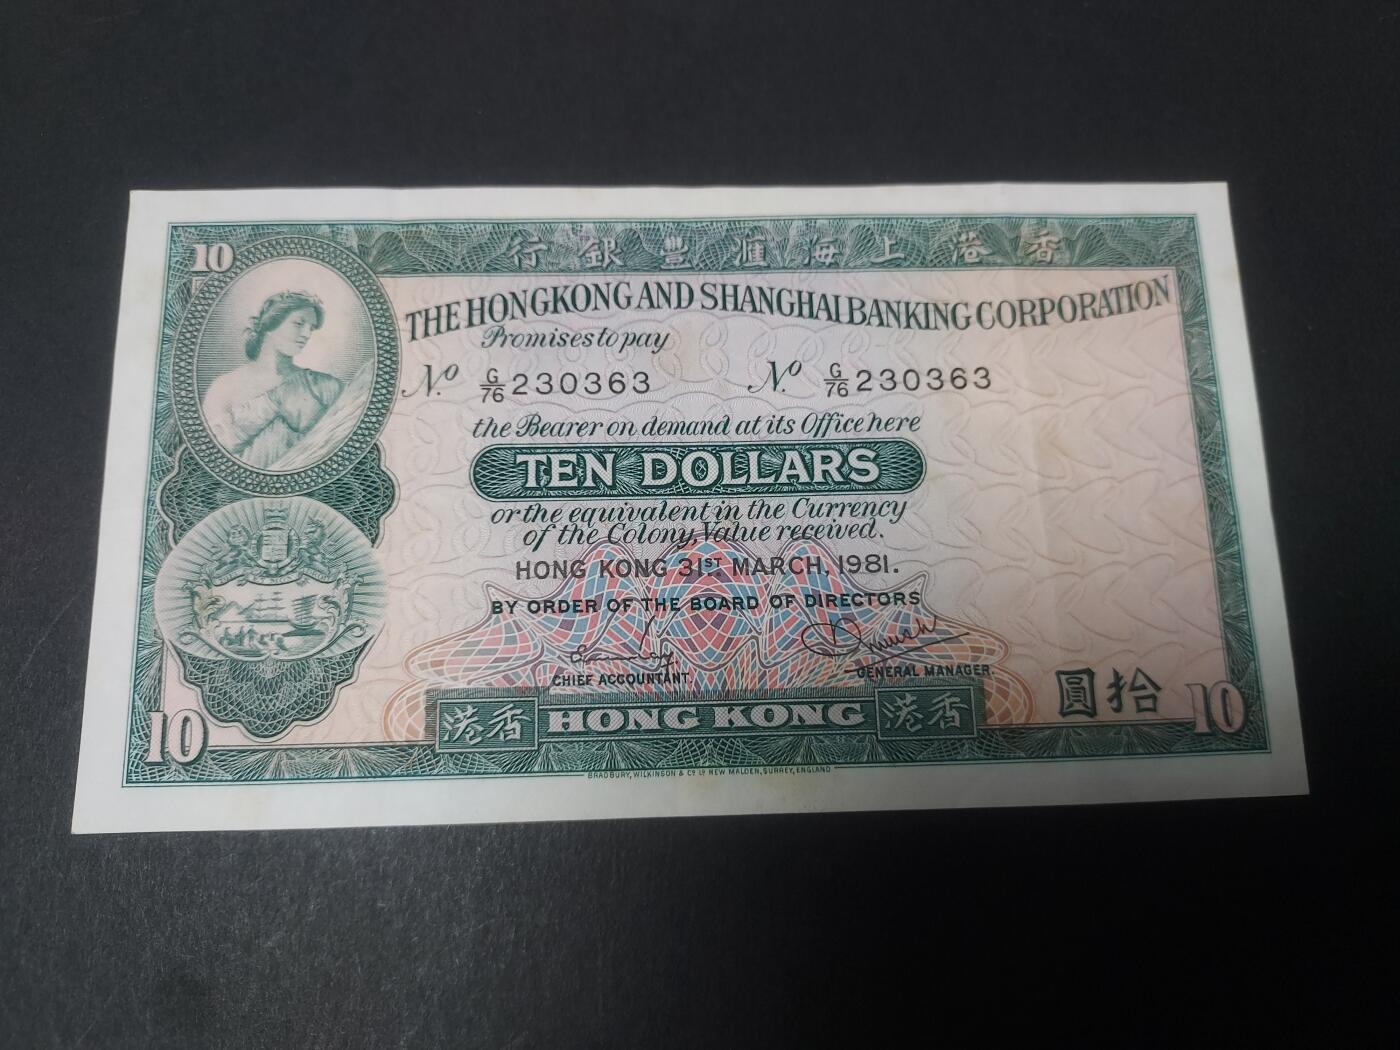 10
行銀豐滙海上港香
THE HONGKONG AND SHANGHAI BANKING CORPORATION
Promises to pay
No. G/76 230363 No. G/76 230363
the Bearer on demand at its Office here
TEN DOLLARS
or the equivalent in the Currency
of the Colony, Value received.
HONG KONG 31ST. MARCH, 1981.
BY ORDER OF THE BOARD OF DIRECTORS
CHIEF ACCOUNTANT. GENERAL MANAGER.
圓拾
10 港香 HONG KONG 港香 10
BRADBURY, WILKINSON & Co. Ld. NEW MALDEN, SURREY, ENGLAND